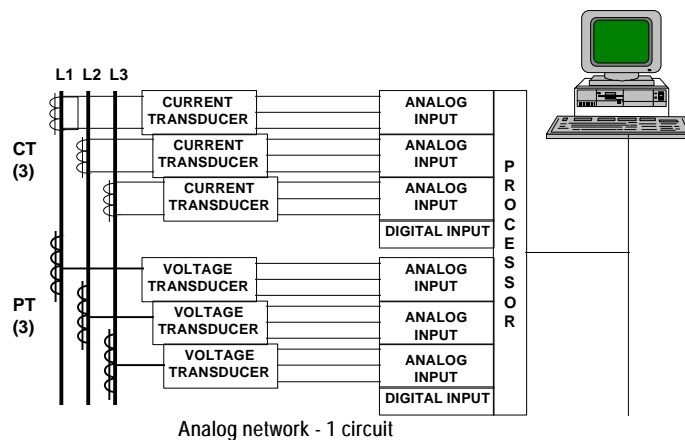 L1 L2 L3
CURRENT
TRANSDUCER
ANALOG
INPUT
CT
(3)
CURRENT
TRANSDUCER
ANALOG
INPUT
CURRENT
TRANSDUCER
ANALOG
INPUT
DIGITAL INPUT
PROCESSOR
PT
(3)
VOLTAGE
TRANSDUCER
ANALOG
INPUT
VOLTAGE
TRANSDUCER
ANALOG
INPUT
VOLTAGE
TRANSDUCER
ANALOG
INPUT
DIGITAL INPUT
Analog network - 1 circuit